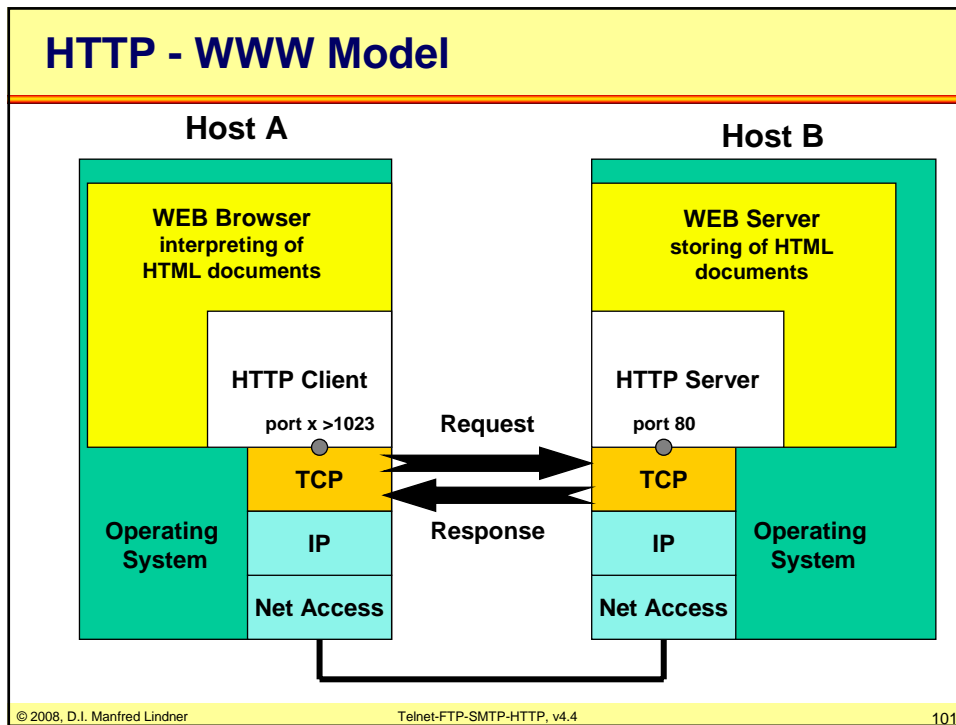 HTTP - WWW Model
Host A
Host B
WEB Browser
interpreting of
HTML documents
HTTP Client
port x >1023
TCP
IP
Net Access
Operating
System
Request
Response
WEB Server
storing of HTML
documents
HTTP Server
port 80
TCP
IP
Net Access
Operating
System
© 2008, D.I. Manfred Lindner
Telnet-FTP-SMTP-HTTP, v4.4
101